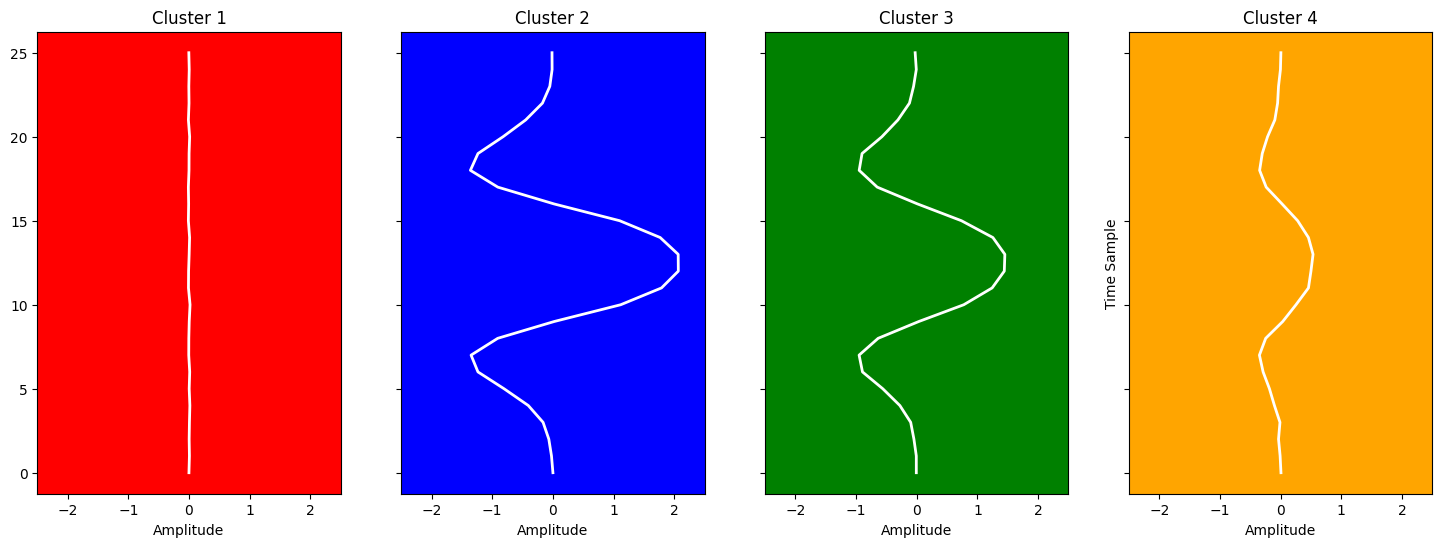 Cluster 1
Cluster 2
Cluster 3
Cluster 4
25
20
15
10
5
0
Time Sample
−2 −1 0 1 2
−2 −1 0 1 2
−2 −1 0 1 2
−2 −1 0 1 2
Amplitude
Amplitude
Amplitude
Amplitude